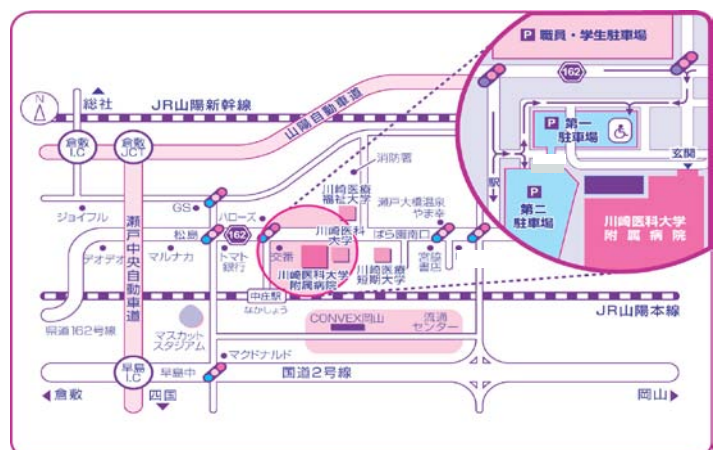 N
総社
JR山陽新幹線
山陽自動車道
倉敷
I.C
倉敷
JCT
消防署
川崎医療
福祉大学
瀬戸大橋温泉
やま幸
ジョイフル
GS
ハローズ
川崎医科
大学
ばら園南口
松島
162
デオデオ
マルナカ
トマト
銀行
交番
川崎医科大学
附属病院
川崎医療
短期大学
宮脇
書店
瀬戸中央自動車道
中庄駅
なかしょう
JR山陽本線
県道162号線
マスカット
スタジアム
CONVEX岡山
流通
センター
マクドナルド
早島
I.C
早島中
国道2号線
倉敷
四国
岡山
P 職員・学生駐車場
162
P 第一
駐車場
玄関
駅
P
第二
駐車場
川崎医科大学
附属病院